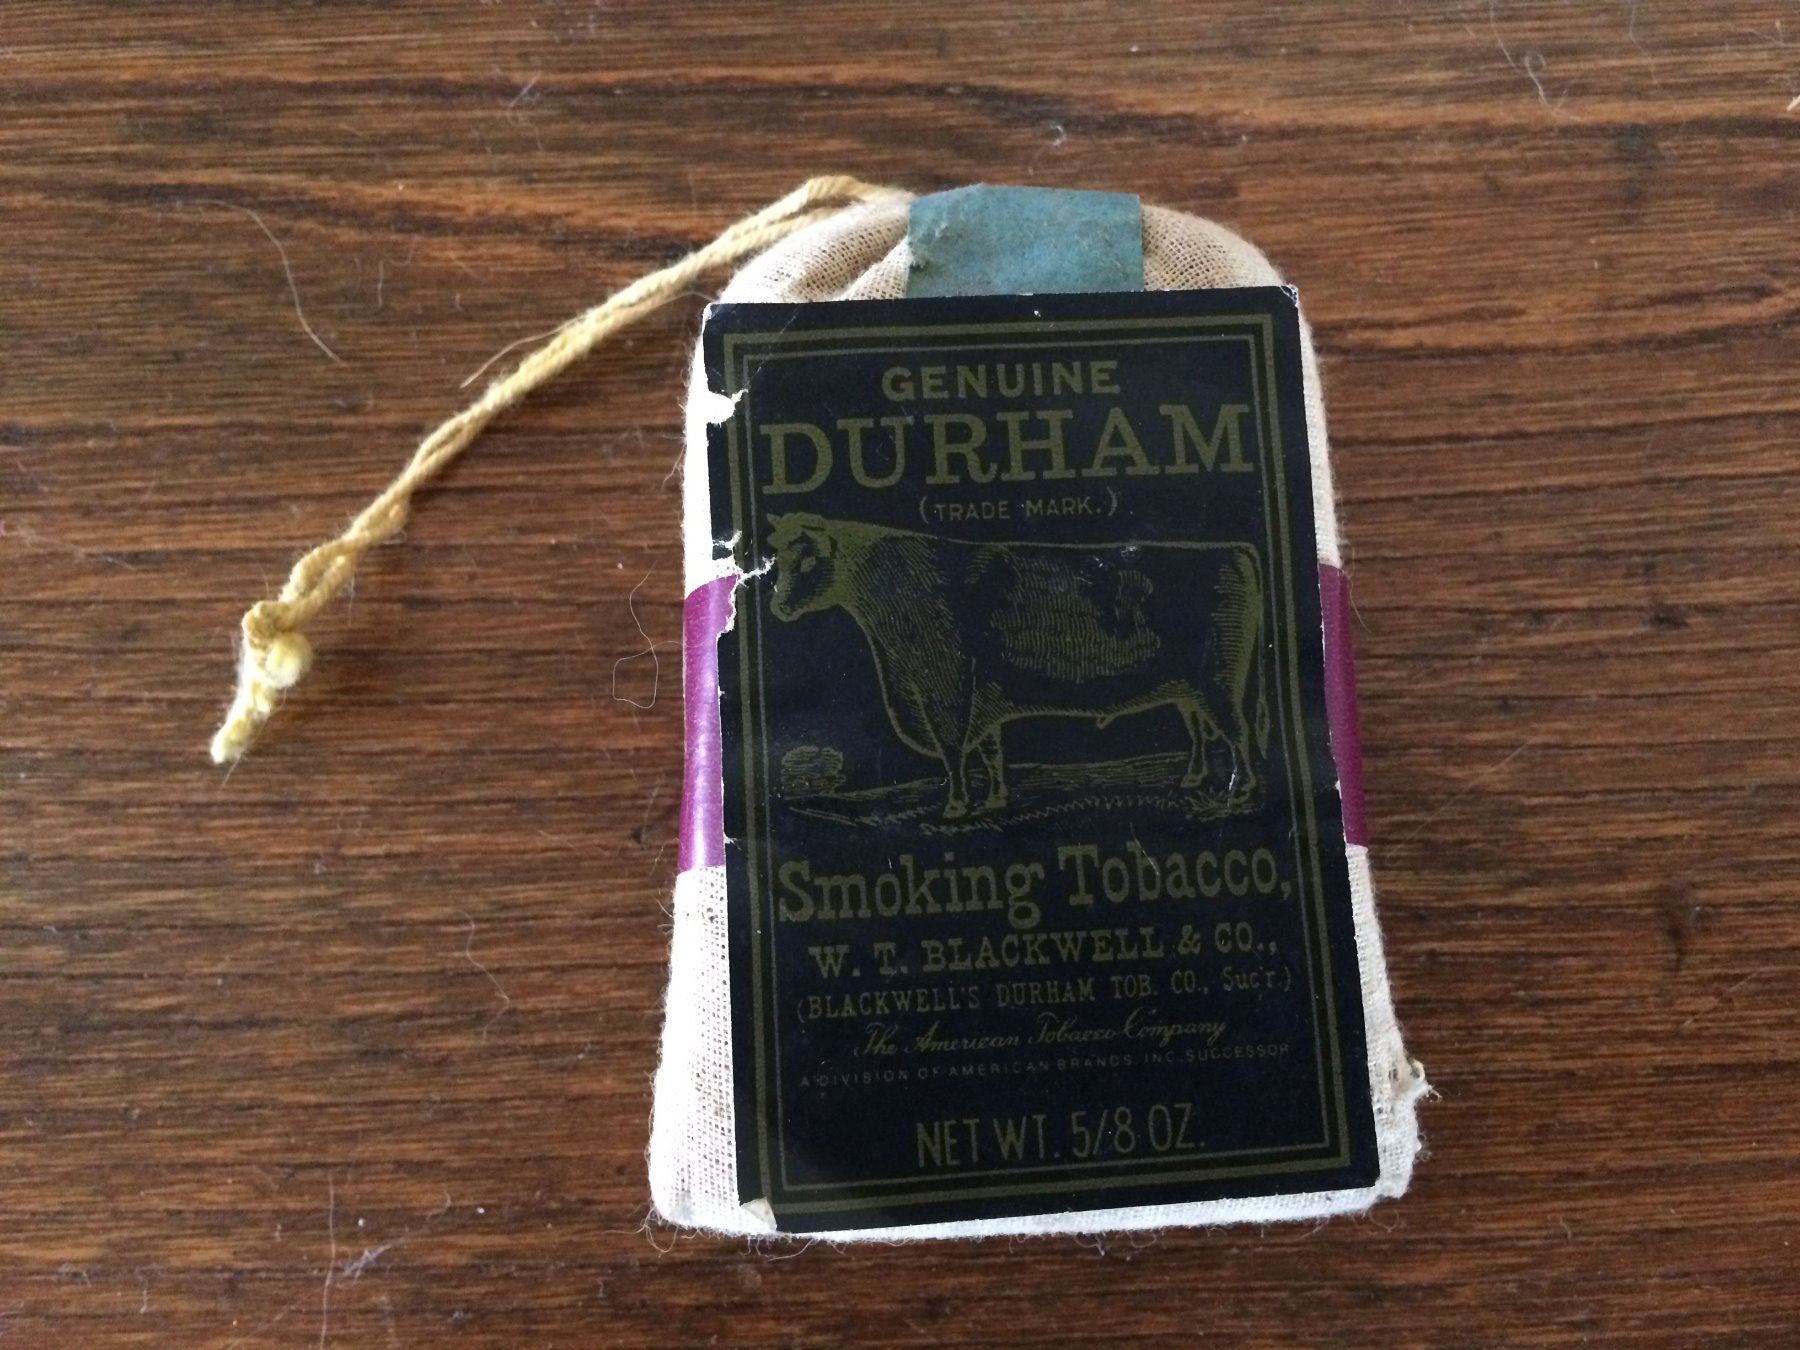 GENUINE
DURHAM
(TRADE MARK.)
Smoking Tobacco,
W. T. BLACKWELL & CO.,
(BLACKWELL'S DURHAM TOB. CO., Suc'r.)
The American Tobacco Company
A DIVISION OF AMERICAN BRANDS, INC. SUCCESSOR
NET WT. 5/8 OZ.